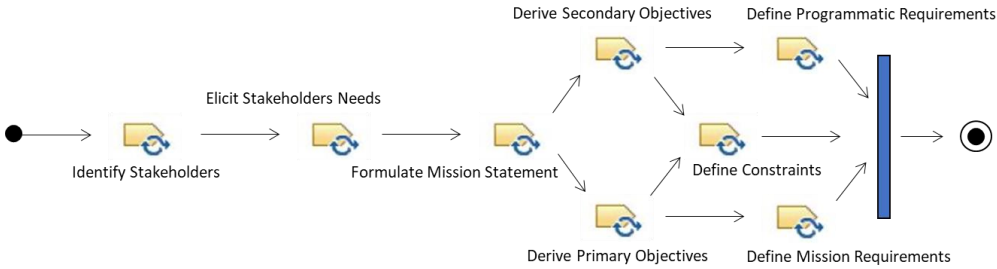 Derive Secondary Objectives
Define Programmatic Requirements
Elicit Stakeholders Needs
Identify Stakeholders
Formulate Mission Statement
Define Constraints
Derive Primary Objectives
Define Mission Requirements